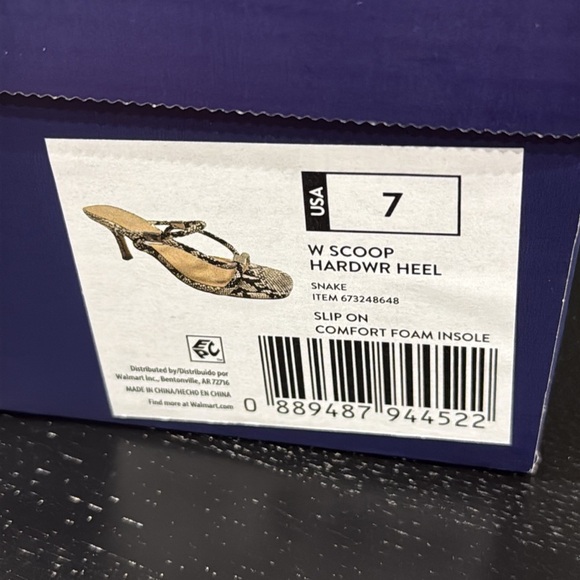 USA
7
W SCOOP
HARDWR HEEL
SNAKE
ITEM 673248648
SLIP ON
COMFORT FOAM INSOLE
EPC
Distributed by/Distribuido por
Walmart Inc., Bentonville, AR 72716
MADE IN CHINA/HECHO EN CHINA
Find more at Walmart.com
0 889487 944522